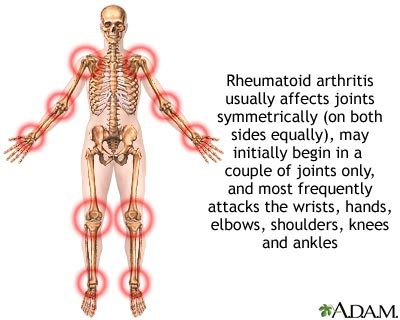 Rheumatoid arthritis
usually affects joints
symmetrically (on both
sides equally), may
initially begin in a
couple of joints only,
and most frequently
attacks the wrists, hands,
elbows, shoulders, knees
and ankles
ADAM.